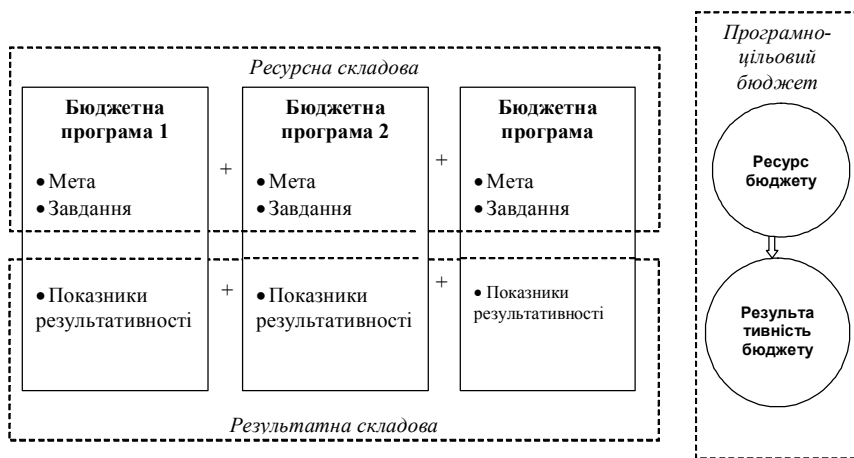 Ресурсна складова
Бюджетна
програма 1
• Мета
• Завдання
• Показники
результативності
+
+
Бюджетна
програма 2
• Мета
• Завдання
• Показники
результативності
+
+
Бюджетна
програма
• Мета
• Завдання
• Показники
результативності
Результатна складова
Програмно-
цільовий
бюджет
Ресурс
бюджету
Результа
тивність
бюджету